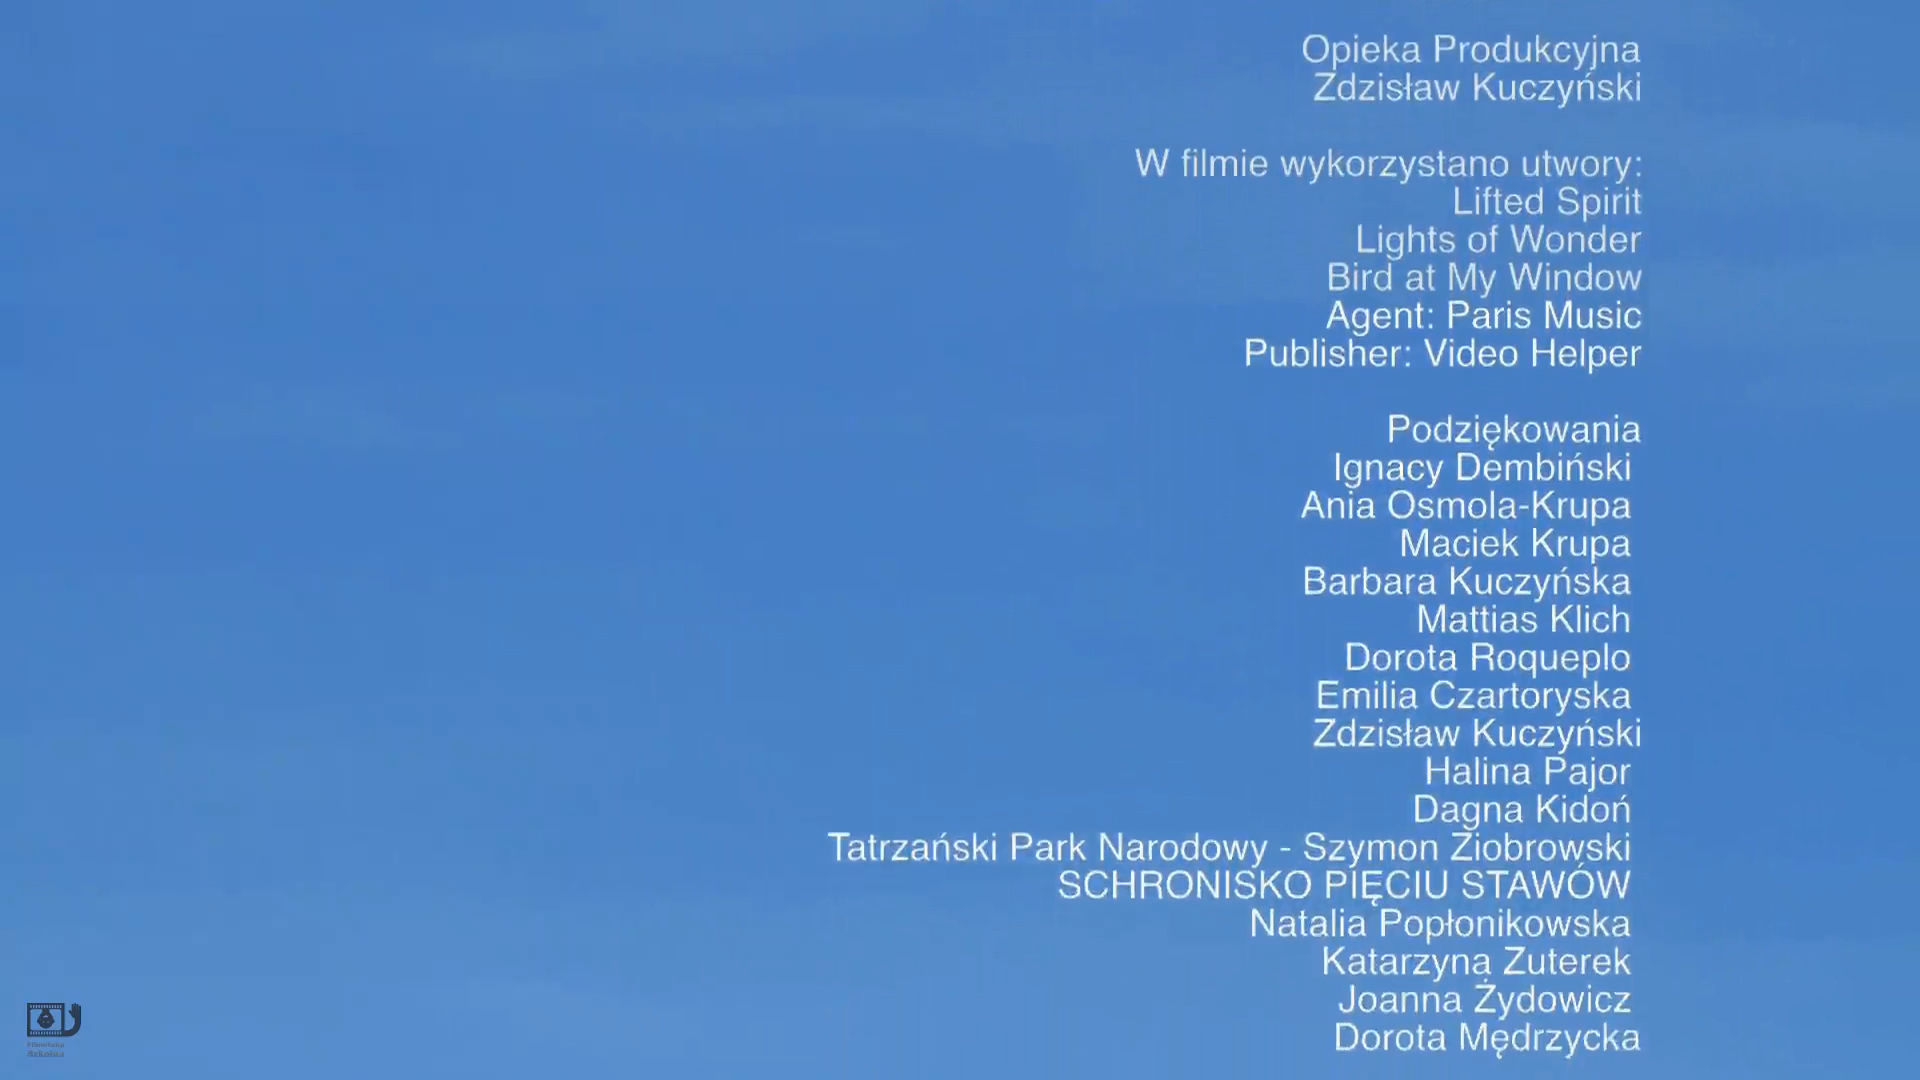 Opieka Produkcyjna
Zdzisław Kuczyński
W filmie wykorzystano utwory:
Lifted Spirit
Lights of Wonder
Bird at My Window
Agent: Paris Music
Publisher: Video Helper
Podziękowania
Ignacy Dembiński
Ania Osmola-Krupa
Maciek Krupa
Barbara Kuczyńska
Mattias Klich
Dorota Roqueplo
Emilia Czartoryska
Zdzisław Kuczyński
Halina Pajor
Dagna Kidoń
Tatrzański Park Narodowy - Szymon Ziobrowski
SCHRONISKO PIĘCIU STAWÓW
Natalia Popłonikowska
Katarzyna Zuterek
Joanna Żydowicz
Dorota Mędrzycka
Filmoteka
Szkolna